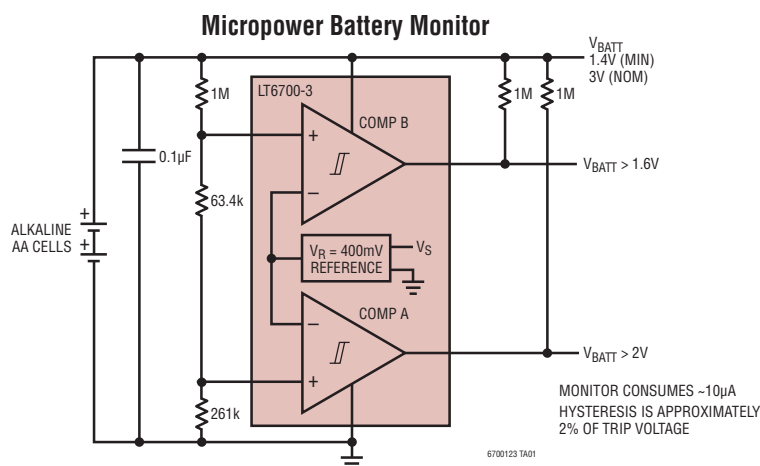 Micropower Battery Monitor
V_BATT
1.4V (MIN)
3V (NOM)
LT6700-3
1M
1M
1M
COMP B
+
–
0.1µF
V_BATT > 1.6V
63.4k
+
+
ALKALINE
AA CELLS
V_R = 400mV
REFERENCE
V_S
COMP A
–
+
V_BATT > 2V
261k
MONITOR CONSUMES ~10µA
HYSTERESIS IS APPROXIMATELY
2% OF TRIP VOLTAGE
6700123 TA01